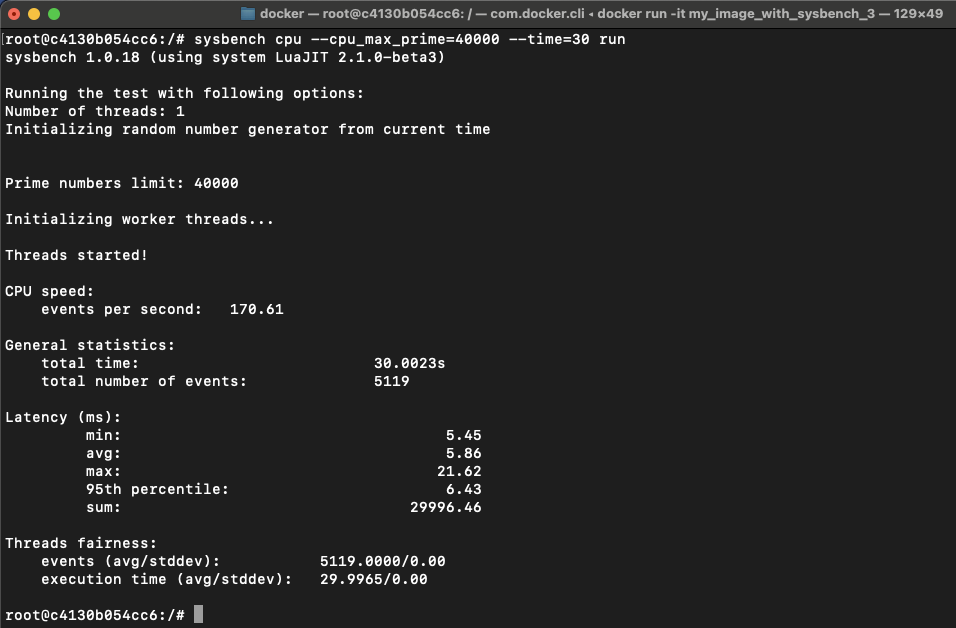 docker — root@c4130b054cc6: / — com.docker.cli ◂ docker run -it my_image_with_sysbench_3 — 129×49
[root@c4130b054cc6:/# sysbench cpu --cpu_max_prime=40000 --time=30 run
sysbench 1.0.18 (using system LuaJIT 2.1.0-beta3)
Running the test with following options:
Number of threads: 1
Initializing random number generator from current time
Prime numbers limit: 40000
Initializing worker threads...
Threads started!
CPU speed:
events per second: 170.61
General statistics:
total time: 30.0023s
total number of events: 5119
Latency (ms):
min: 5.45
avg: 5.86
max: 21.62
95th percentile: 6.43
sum: 29996.46
Threads fairness:
events (avg/stddev): 5119.0000/0.00
execution time (avg/stddev): 29.9965/0.00
root@c4130b054cc6:/#